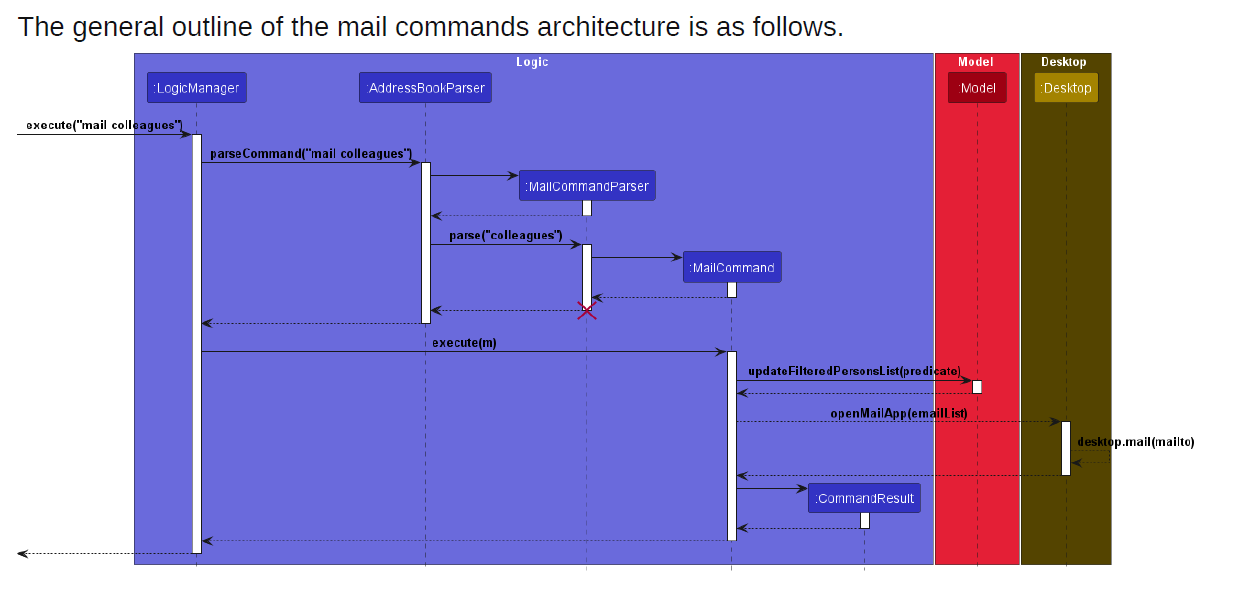 The general outline of the mail commands architecture is as follows.
Logic
Model
Desktop
:LogicManager
:AddressBookParser
:Model
:Desktop
execute("mail colleagues")
parseCommand("mail colleagues")
:MailCommandParser
parse("colleagues")
:MailCommand
execute(m)
updateFilteredPersonsList(predicate)
openMailApp(emailList)
desktop.mail(mailto)
:CommandResult